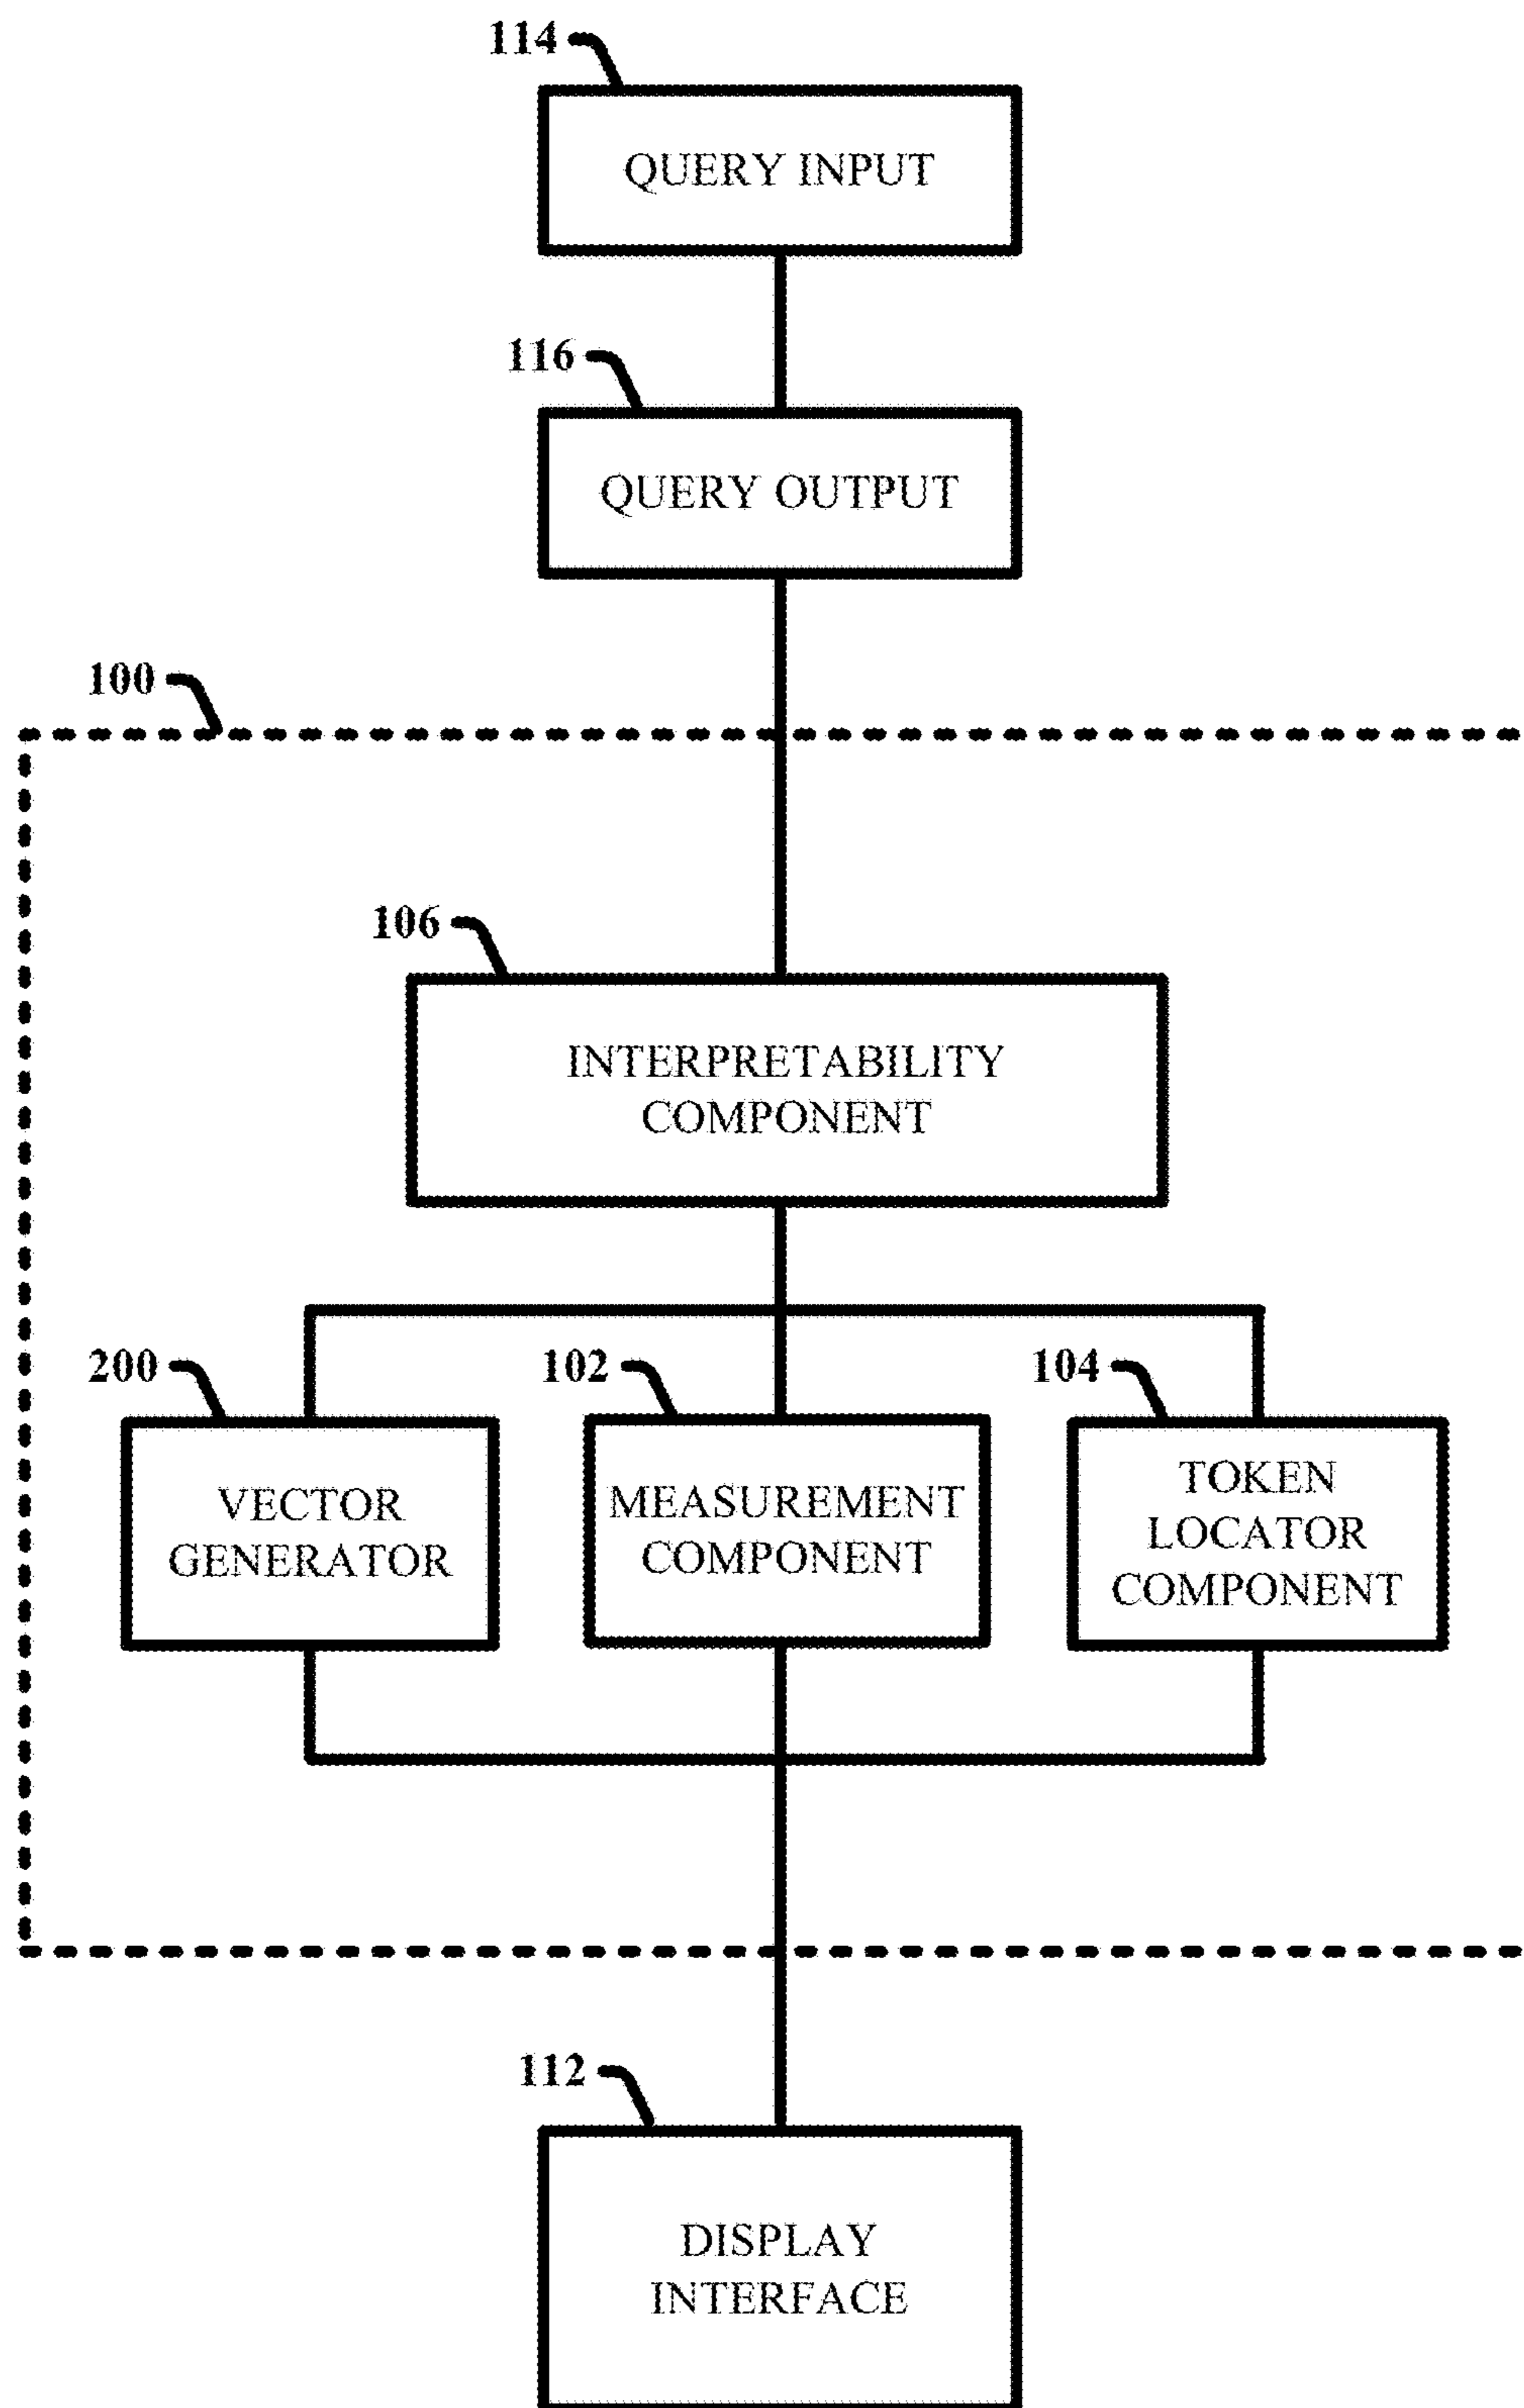 114
QUERY INPUT
116
QUERY OUTPUT
100
106
INTERPRETABILITY
COMPONENT
200
VECTOR
GENERATOR
102
MEASUREMENT
COMPONENT
104
TOKEN
LOCATOR
COMPONENT
112
DISPLAY
INTERFACE